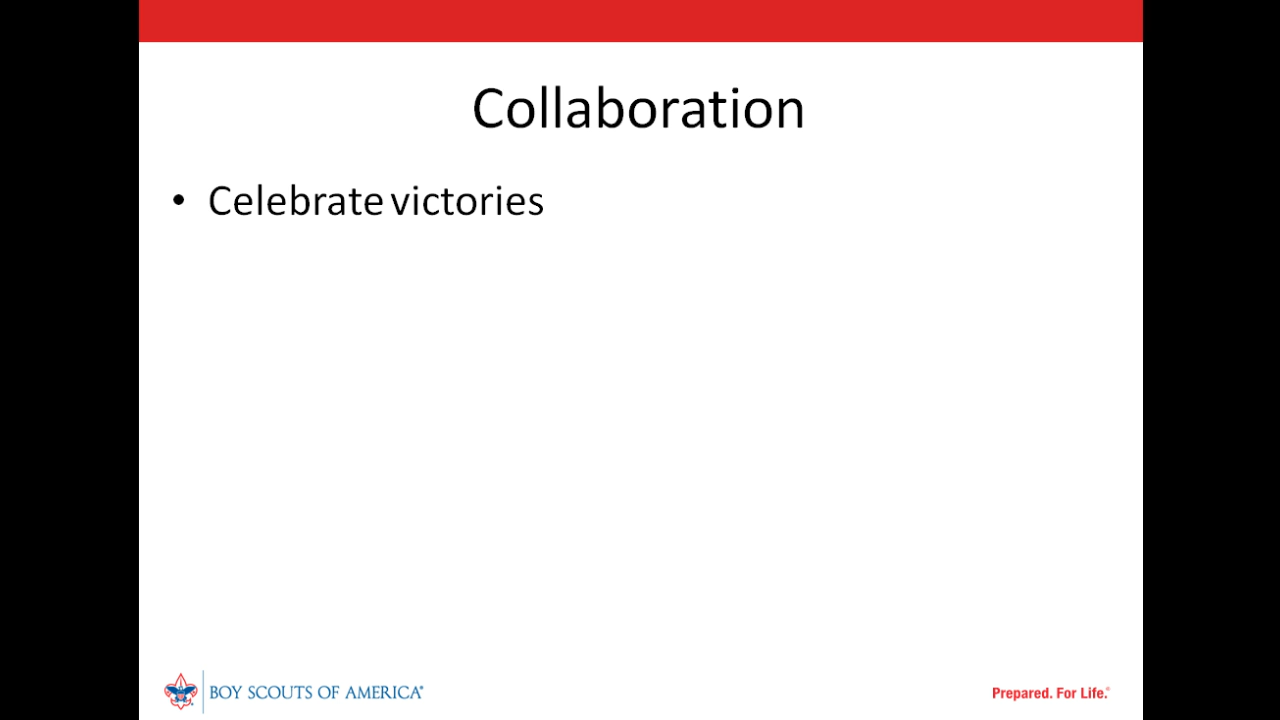 Collaboration
• Celebrate victories
BOY SCOUTS OF AMERICA®
Prepared. For Life.®